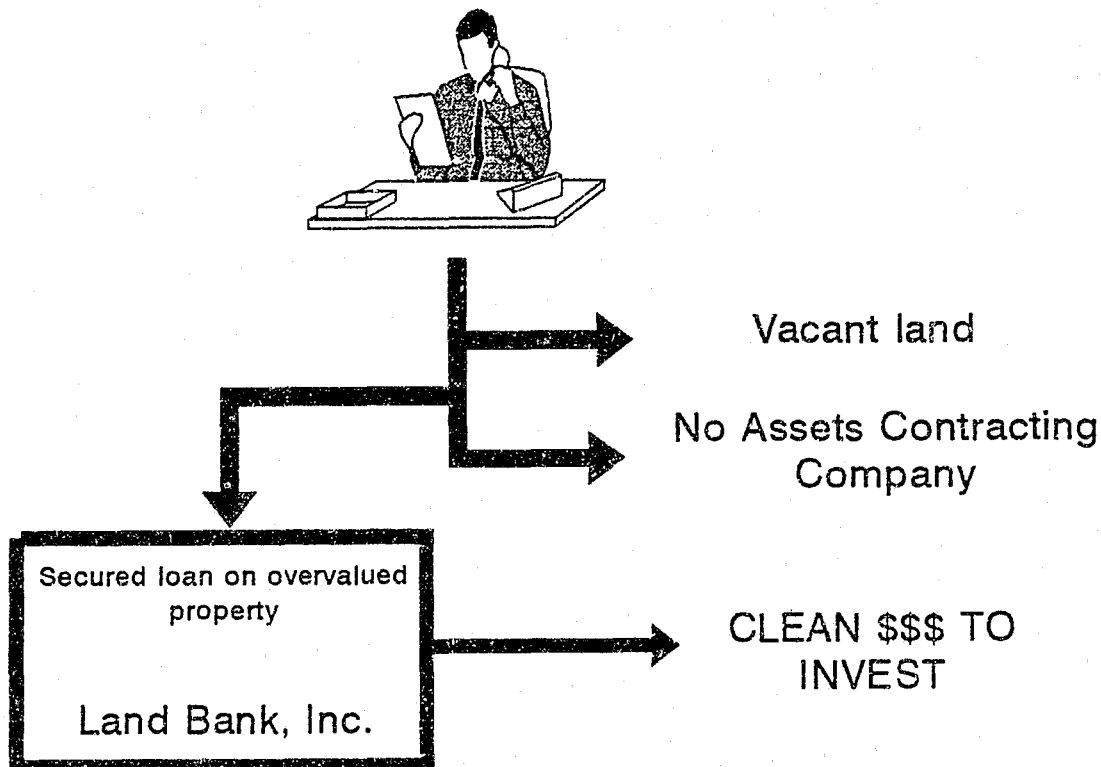 Vacant land
No Assets Contracting
Company
Secured loan on overvalued
property
Land Bank, Inc.
CLEAN $$$ TO
INVEST